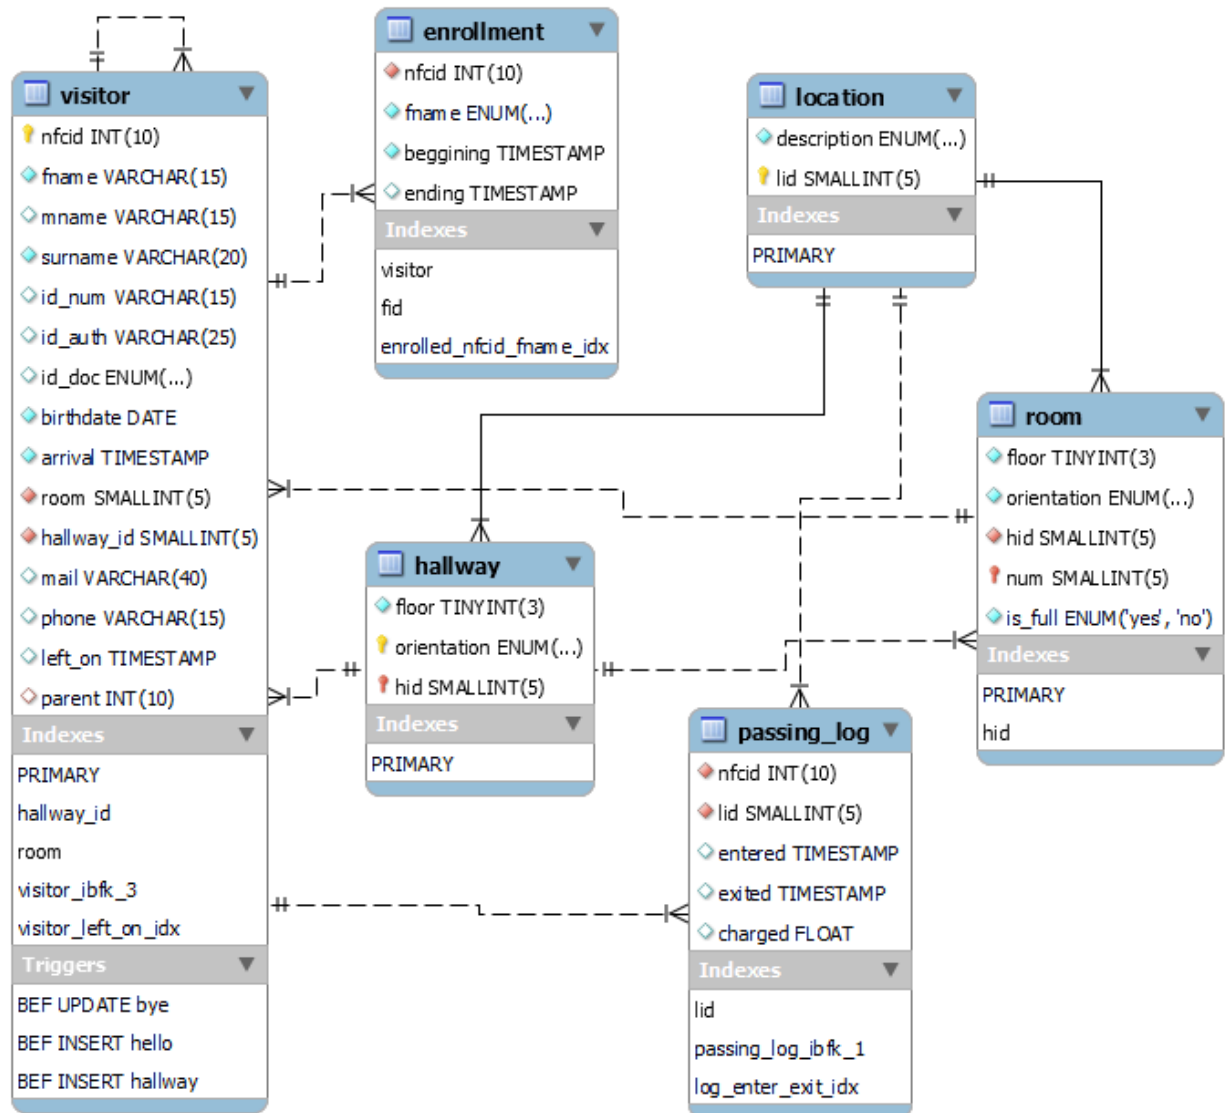 visitor
nfcid INT(10)
fname VARCHAR(15)
mname VARCHAR(15)
surname VARCHAR(20)
id_num VARCHAR(15)
id_auth VARCHAR(25)
id_doc ENUM(...)
birthdate DATE
arrival TIMESTAMP
room SMALLINT(5)
hallway_id SMALLINT(5)
mail VARCHAR(40)
phone VARCHAR(15)
left_on TIMESTAMP
parent INT(10)
Indexes
PRIMARY
hallway_id
room
visitor_ibfk_3
visitor_left_on_idx
Triggers
BEF UPDATE bye
BEF INSERT hello
BEF INSERT hallway
enrollment
nfcid INT(10)
fname ENUM(...)
beggining TIMESTAMP
ending TIMESTAMP
Indexes
visitor
fid
enrolled_nfcid_fname_idx
location
description ENUM(...)
lid SMALLINT(5)
Indexes
PRIMARY
hallway
floor TINYINT(3)
orientation ENUM(...)
hid SMALLINT(5)
Indexes
PRIMARY
room
floor TINYINT(3)
orientation ENUM(...)
hid SMALLINT(5)
num SMALLINT(5)
is_full ENUM('yes', 'no')
Indexes
PRIMARY
hid
passing_log
nfcid INT(10)
lid SMALLINT(5)
entered TIMESTAMP
exited TIMESTAMP
charged FLOAT
Indexes
lid
passing_log_ibfk_1
log_enter_exit_idx